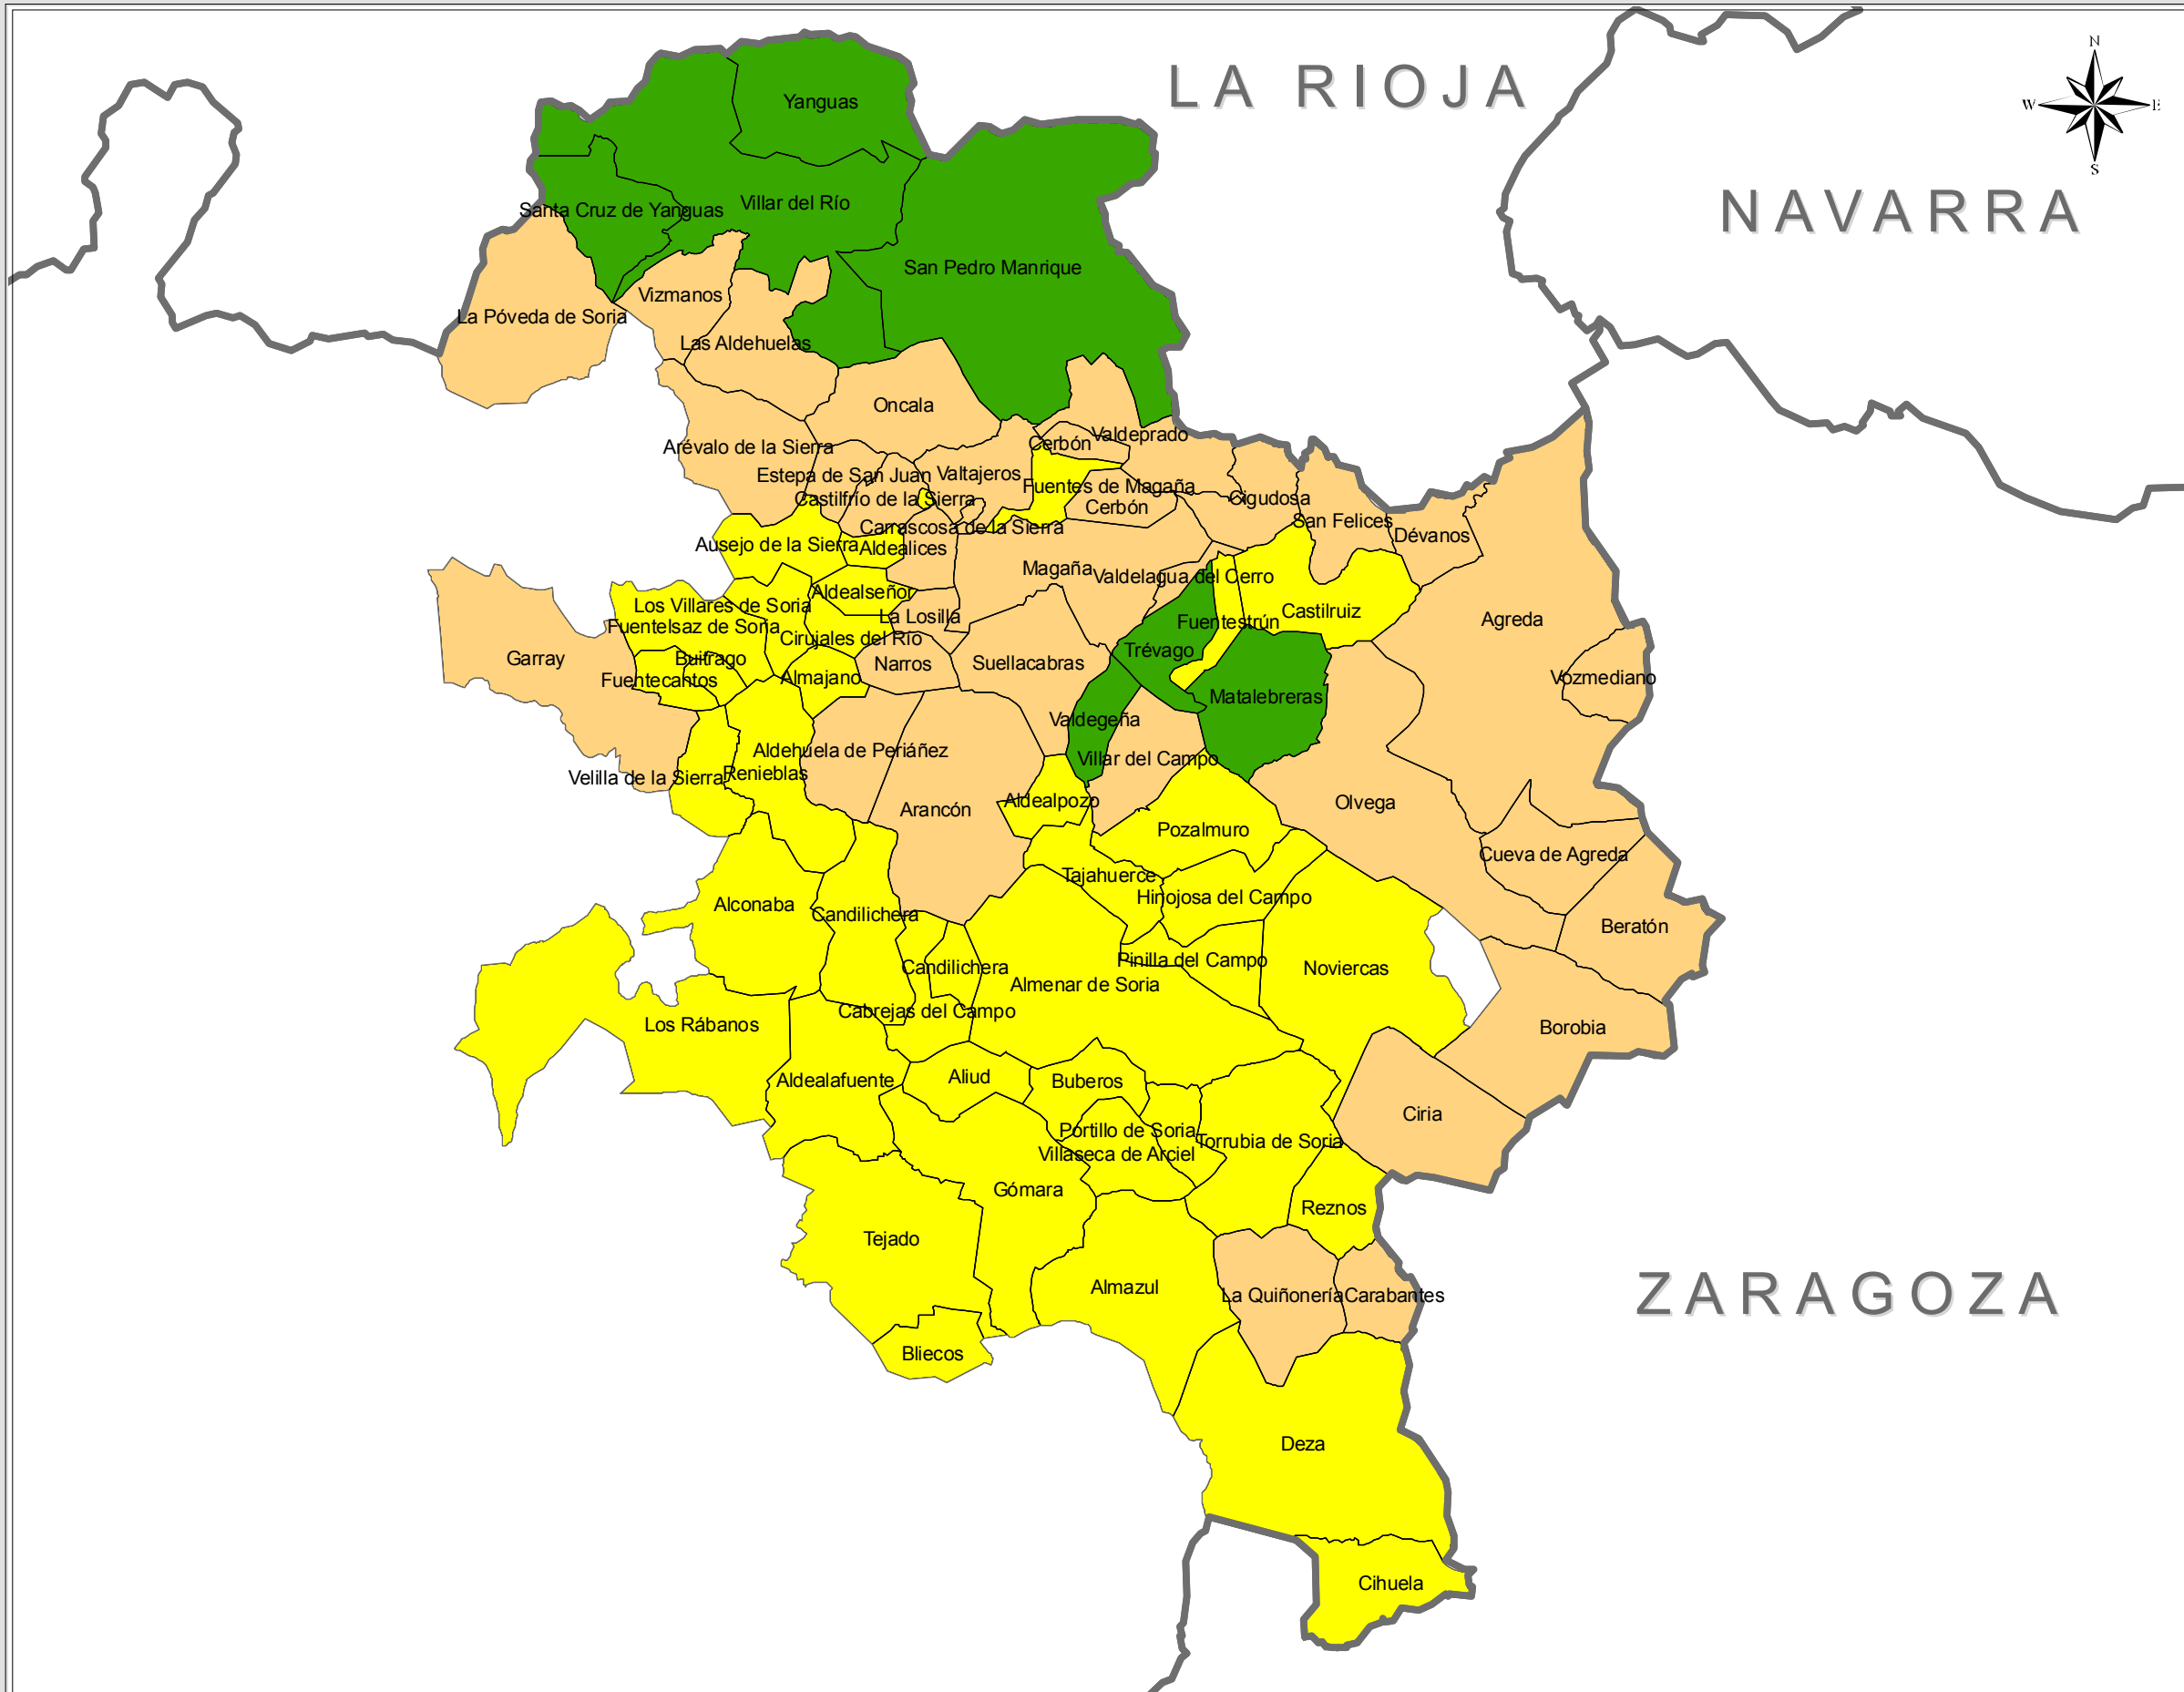 N
LA RIOJA
W
E
S
Yanguas
NAVARRA
Villar del Río
Santa Cruz de Yanguas
San Pedro Manrique
Vizmanos
La Póveda de Soria
Las Aldehuelas
Oncala
Valdeprado
Cerbón
Arévalo de la Sierra
Estepa de San Juan
Valtajeros
Fuentes de Magaña
Cigudosa
Castilfrío de la Sierra
Cerbón
San Felices
Carrascosa de la Sierra
Dévanos
Ausejo de la Sierra
Aldealices
Magaña
Valdelagua del Cerro
Aldealseñor
Los Villares de Soria
Castilruiz
La Losilla
Agreda
Fuentestrún
Fuentelsaz de Soria
Cirujales del Río
Trévago
Garray
Buitrago
Narros
Suellacabras
Fuentecantos
Almajano
Vozmediano
Matalebreras
Valdegeña
Aldehuela de Periáñez
Villar del Campo
Velilla de la Sierra
Renieblas
Aldealpozo
Olvega
Arancón
Pozalmuro
Cueva de Agreda
Tajahuerce
Hinojosa del Campo
Alconaba
Candilichera
Beratón
Pinilla del Campo
Candilichera
Noviercas
Almenar de Soria
Cabrejas del Campo
Los Rábanos
Borobia
Aldealafuente
Aliud
Buberos
Ciria
Portillo de Soria
Torrubia de Soria
Villaseca de Arciel
Gómara
Reznos
Tejado
Almazul
La Quiñonería
Carabantes
ZARAGOZA
Bliecos
Deza
Cihuela